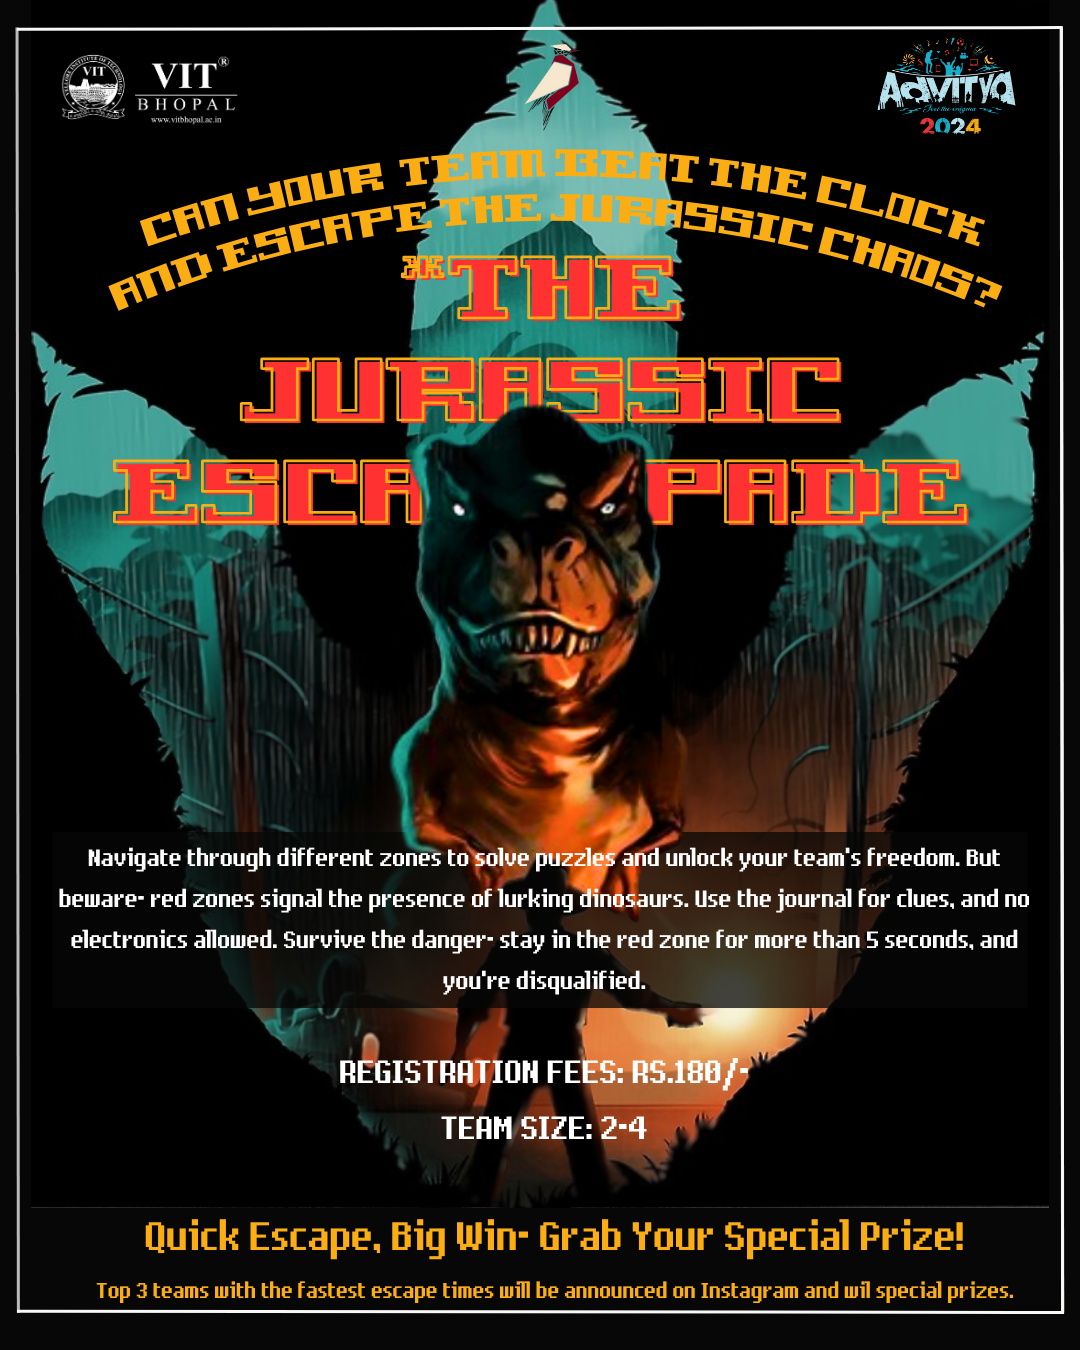 VIT
VIT®
BHOPAL
www.vitbhopal.ac.in
AdVITYa
Feel the enigma
2024
CAN YOUR TEAM BEAT THE CLOCK
AND ESCAPE THE JURASSIC CHAOS?
*THE
JURASSIC
ESCAPADE
Navigate through different zones to solve puzzles and unlock your team's freedom. But
beware- red zones signal the presence of lurking dinosaurs. Use the journal for clues, and no
electronics allowed. Survive the danger- stay in the red zone for more than 5 seconds, and
you're disqualified.
REGISTRATION FEES: RS.180/-
TEAM SIZE: 2-4
Quick Escape, Big Win- Grab Your Special Prize!
Top 3 teams with the fastest escape times will be announced on Instagram and wil special prizes.